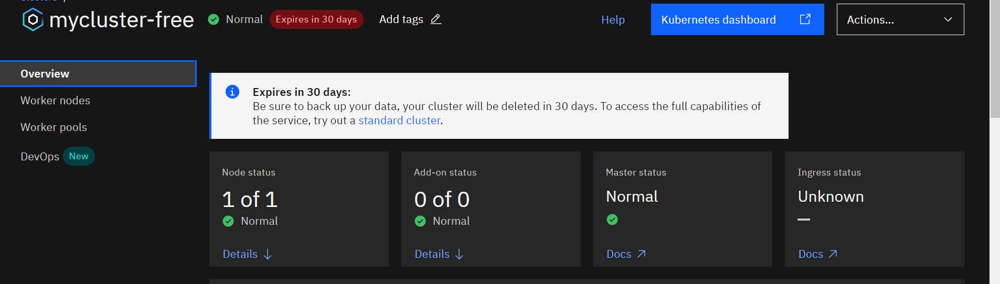 mycluster-free
Normal
Expires in 30 days
Add tags
Help
Kubernetes dashboard
Actions...
Overview
Worker nodes
Worker pools
DevOps New
Expires in 30 days:
Be sure to back up your data, your cluster will be deleted in 30 days. To access the full capabilities of
the service, try out a standard cluster.
Node status
1 of 1
Normal
Details
Add-on status
0 of 0
Normal
Details
Master status
Normal
Docs
Ingress status
Unknown
—
Docs